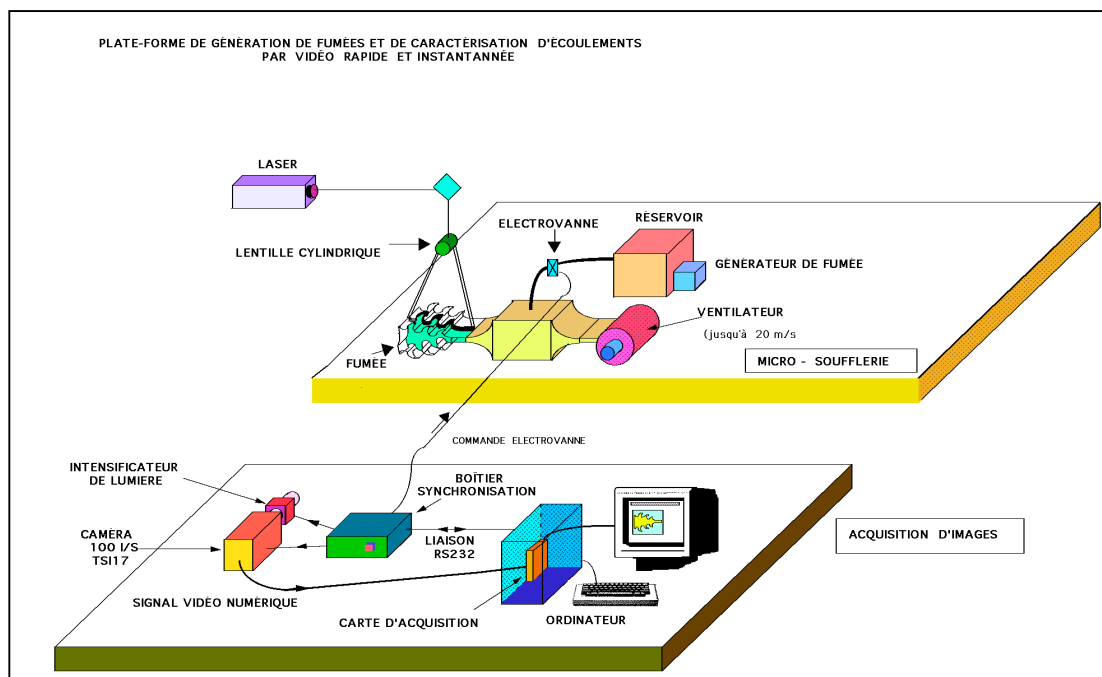 PLATE-FORME DE GÉNÉRATION DE FUMÉES ET DE CARACTÉRISATION D'ÉCOULEMENTS
PAR VIDÉO RAPIDE ET INSTANTANNÉE
LASER
LENTILLE CYLINDRIQUE
ELECTROVANNE
RÉSERVOIR
GÉNÉRATEUR DE FUMÉE
VENTILATEUR
(jusqu'à 20 m/s
FUMÉE
MICRO - SOUFFLERIE
COMMANDE ELECTROVANNE
INTENSIFICATEUR
DE LUMIERE
BOÎTIER
SYNCHRONISATION
CAMÉRA
100 I/S
TSI17
LIAISON
RS232
ACQUISITION D'IMAGES
SIGNAL VIDÉO NUMÉRIQUE
CARTE D'ACQUISITION
ORDINATEUR